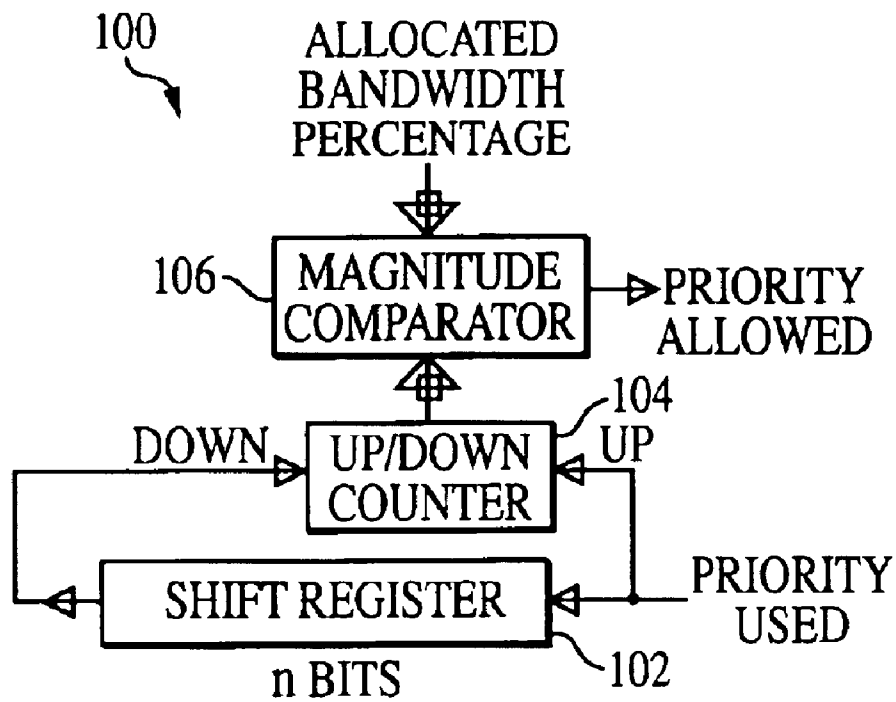 100
ALLOCATED
BANDWIDTH
PERCENTAGE
106
MAGNITUDE
COMPARATOR
PRIORITY
ALLOWED
104
DOWN
UP/DOWN
COUNTER
UP
SHIFT REGISTER
PRIORITY
USED
102
n BITS